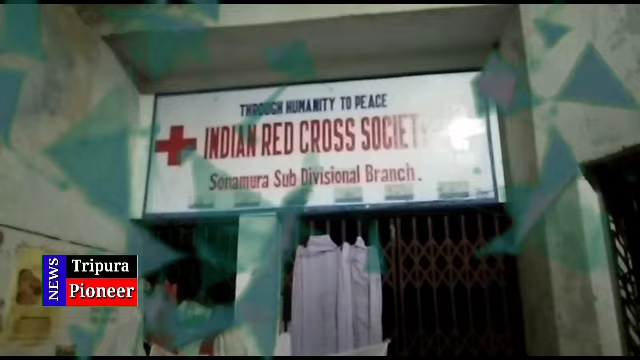 THROUGH HUMANITY TO PEACE
INDIAN RED CROSS SOCIETY
Sonamura Sub Divisional Branch.
NEWS
Tripura
Pioneer